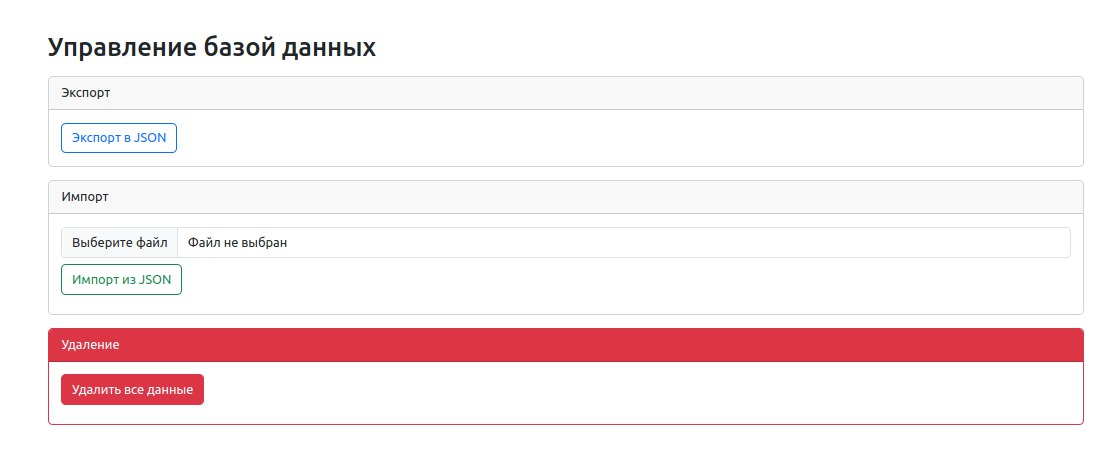 Управление базой данных
Экспорт
Экспорт в JSON
Импорт
Выберите файл Файл не выбран
Импорт из JSON
Удаление
Удалить все данные